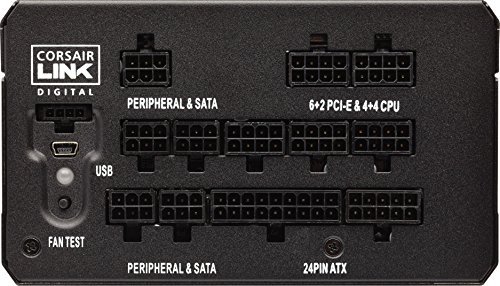 CORSAIR
LINK
DIGITAL
PERIPHERAL & SATA
6+2 PCI-E & 4+4 CPU
USB
FAN TEST
PERIPHERAL & SATA
24PIN ATX